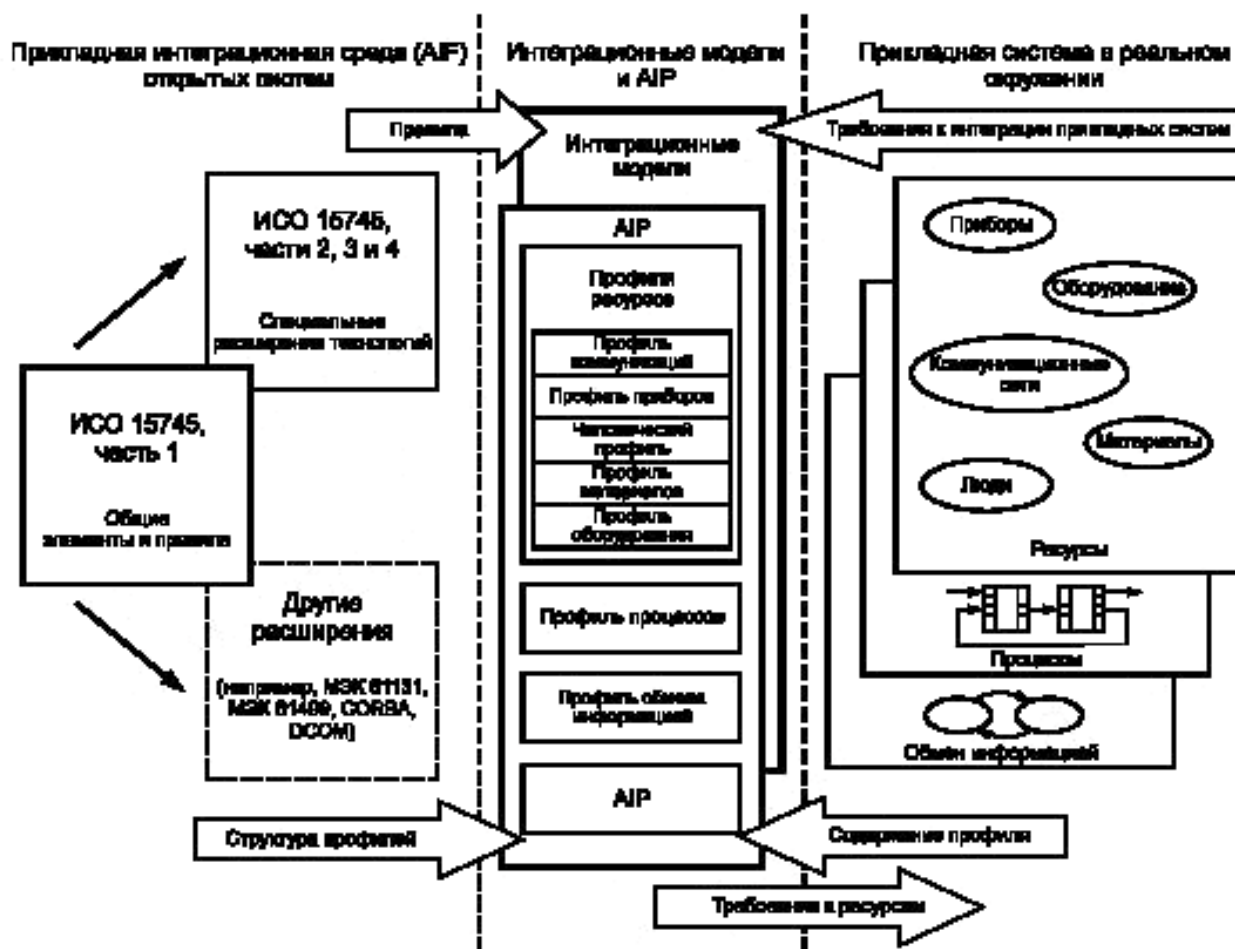 Прикладная интеграционная среда (AIF)
открытых систем
Интеграционные модели
и AIP
Прикладная система в реальном
окружении
Правила
Требования к интеграции прикладных систем
Интеграционные
модели
ИСО 15745,
части 2, 3 и 4
Специальные
расширения технологий
ИСО 15745,
часть 1
Общие
элементы и правила
Другие
расширения
(например, МЭК 61131,
МЭК 61499, CORBA,
DCOM)
AIP
Профили
ресурсов
Профиль
коммуникаций
Профиль приборов
Человеческий
профиль
Профиль
материалов
Профиль
оборудования
Профиль процессов
Профиль обмена
информацией
AIP
Приборы
Оборудование
Коммуникационные
сети
Материалы
Люди
Ресурсы
Процессы
Обмен информацией
Структура профилей
Содержание профиля
Требования к ресурсам